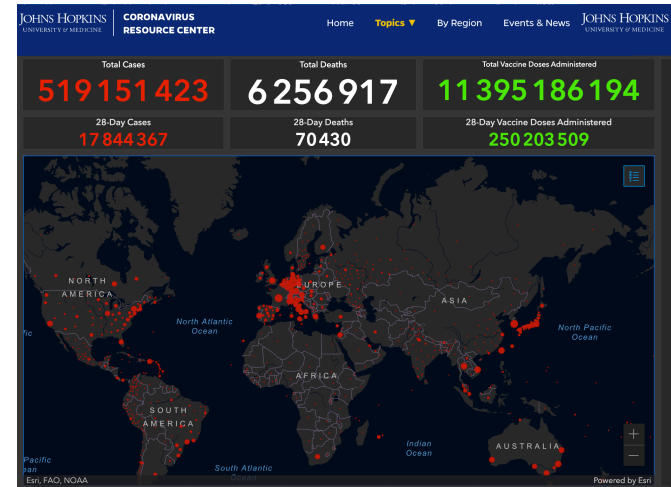 JOHNS HOPKINS
UNIVERSITY & MEDICINE
CORONAVIRUS
RESOURCE CENTER
Home
Topics ▼
By Region
Events & News
JOHNS HOPKINS
UNIVERSITY & MEDICINE
Total Cases
519 151 423
Total Deaths
6 256 917
Total Vaccine Doses Administered
11 395 186 194
28-Day Cases
17 844 367
28-Day Deaths
70 430
28-Day Vaccine Doses Administered
250 203 509
NORTH
AMERICA
EUROPE
ASIA
North Atlantic
Ocean
North Pacific
Ocean
fic
AFRICA
SOUTH
AMERICA
Indian
Ocean
AUSTRALIA
Pacific
ean
South Atlantic
Ocean
+
−
Esri, FAO, NOAA
Powered by Esri